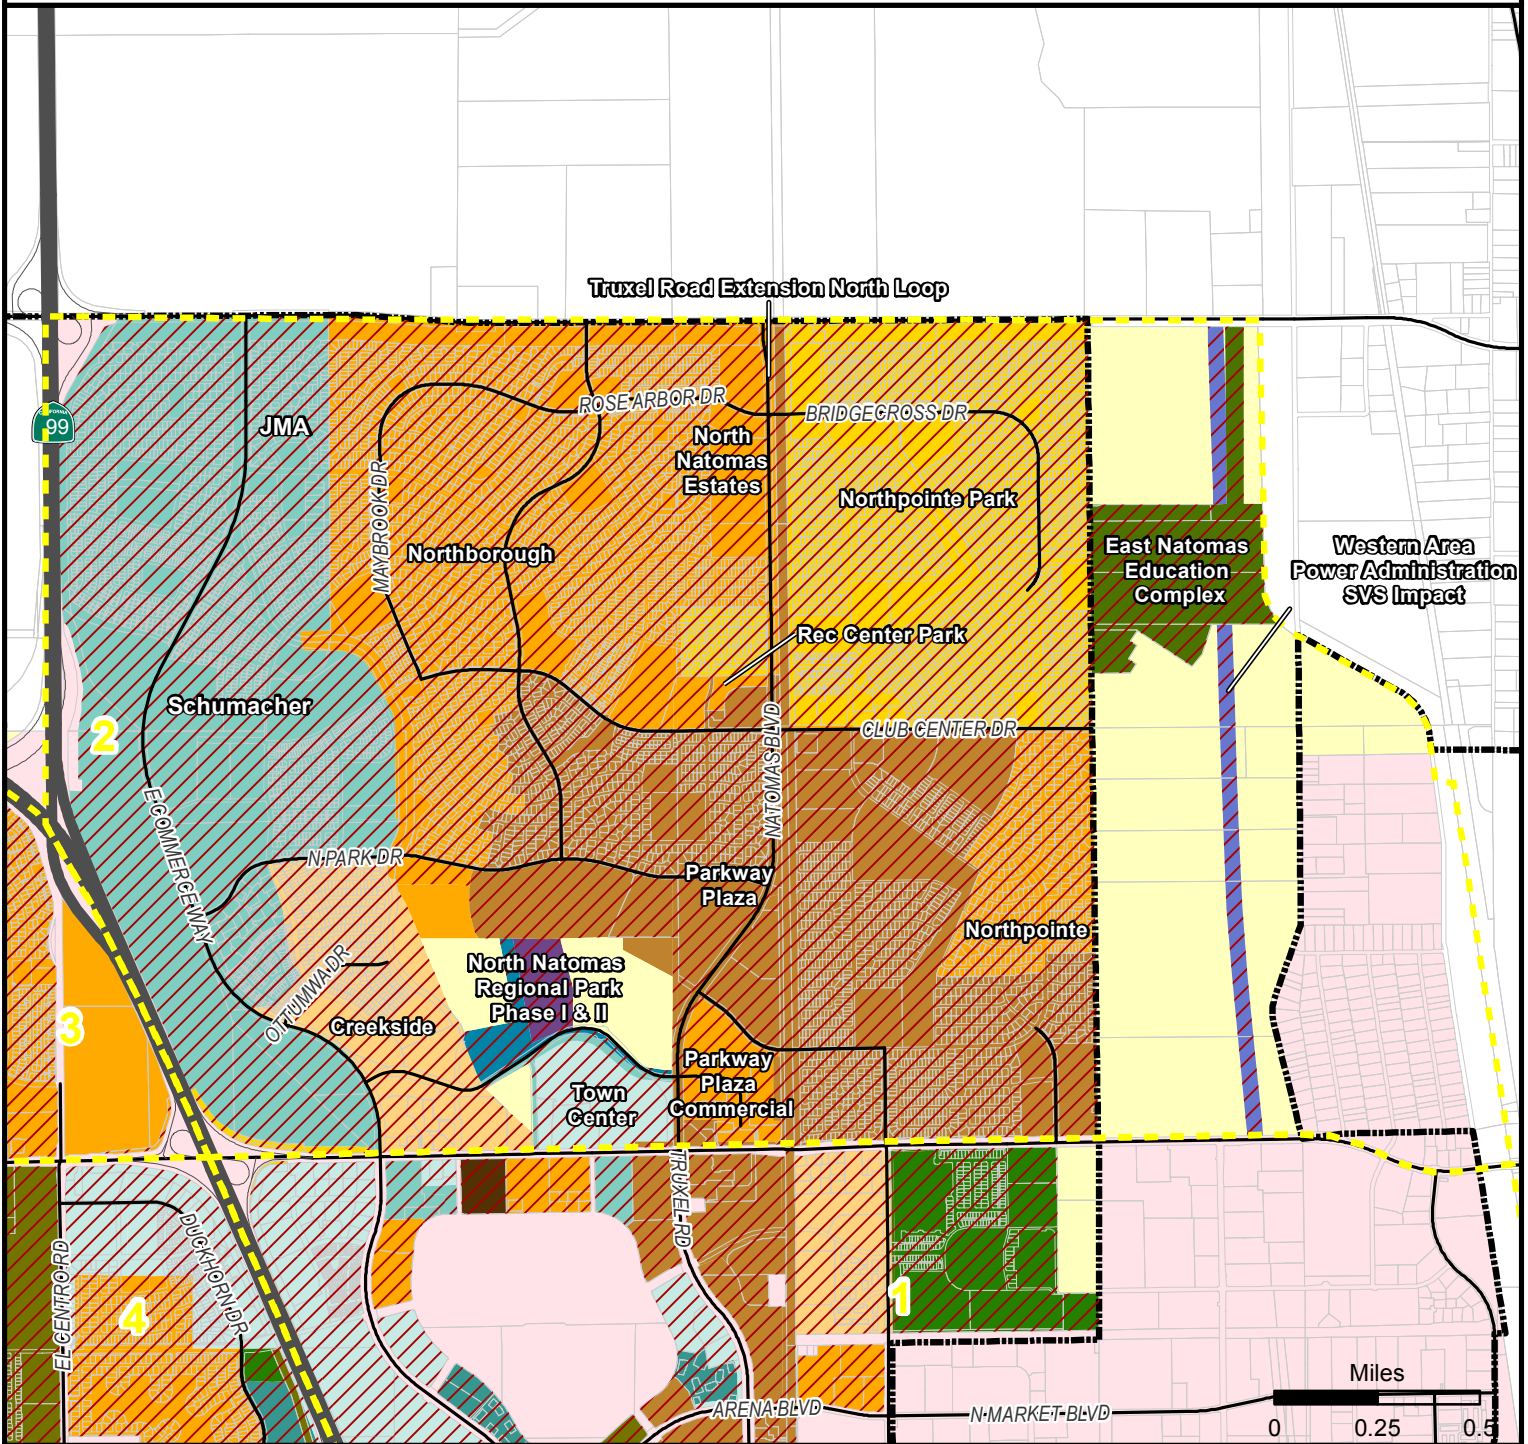 Truxel Road Extension North Loop
CALIFORNIA
99
JMA
ROSE ARBOR DR
BRIDGECROSS DR
North
Natomas
Estates
MAYBROOK DR
Northpointe Park
Northborough
East Natomas
Education
Complex
Western Area
Power Administration
SVS Impact
Rec Center Park
Schumacher
2
CLUB CENTER DR
NATOMAS BLVD
E COMMERCE WAY
N PARK DR
Parkway
Plaza
Northpointe
OTTUMWA DR
North Natomas
Regional Park
Phase I & II
3
Creekside
Town
Center
Parkway
Plaza
Commercial
TRUXEL RD
DUCKHORN DR
EL CENTRO RD
4
1
ARENA BLVD
N MARKET BLVD
Miles
0 0.25 0.5